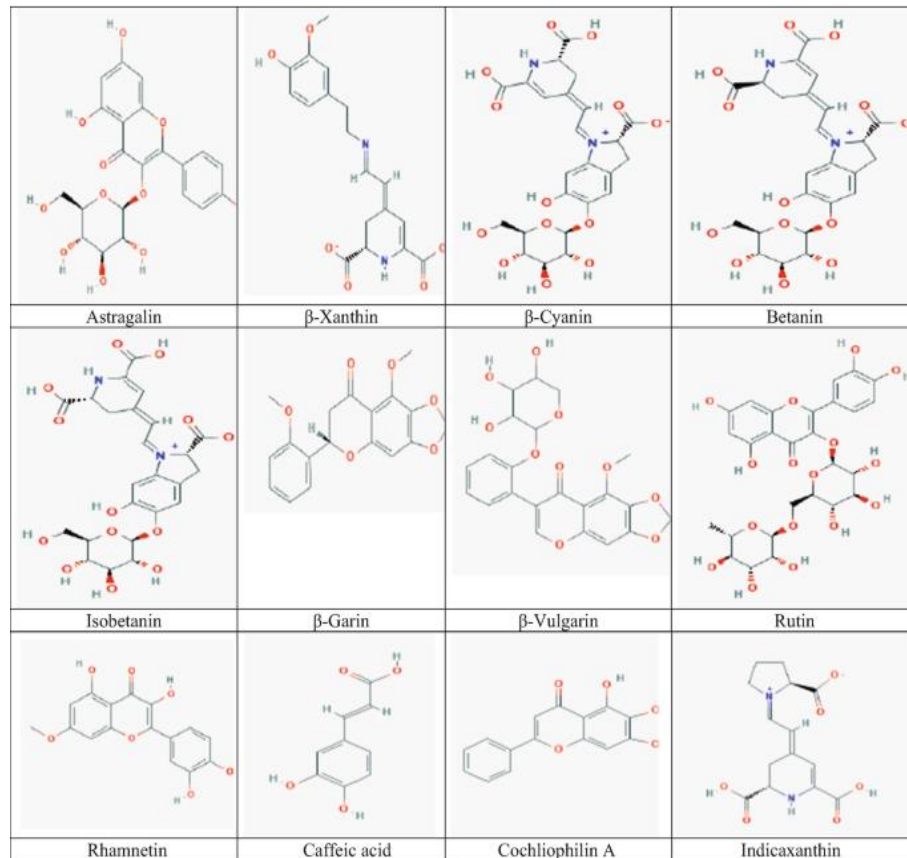 Astragalin
β-Xanthin
β-Cyanin
Betanin
Isobetanin
β-Garin
β-Vulgarin
Rutin
Rhamnetin
Caffeic acid
Cochliophilin A
Indicaxanthin